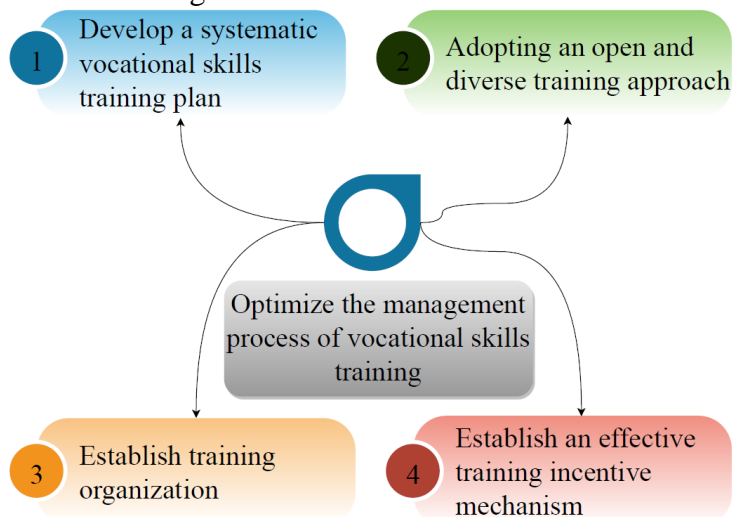 1
Develop a systematic
vocational skills
training plan
2
Adopting an open and
diverse training approach
Optimize the management
process of vocational skills
training
3
Establish training
organization
4
Establish an effective
training incentive
mechanism